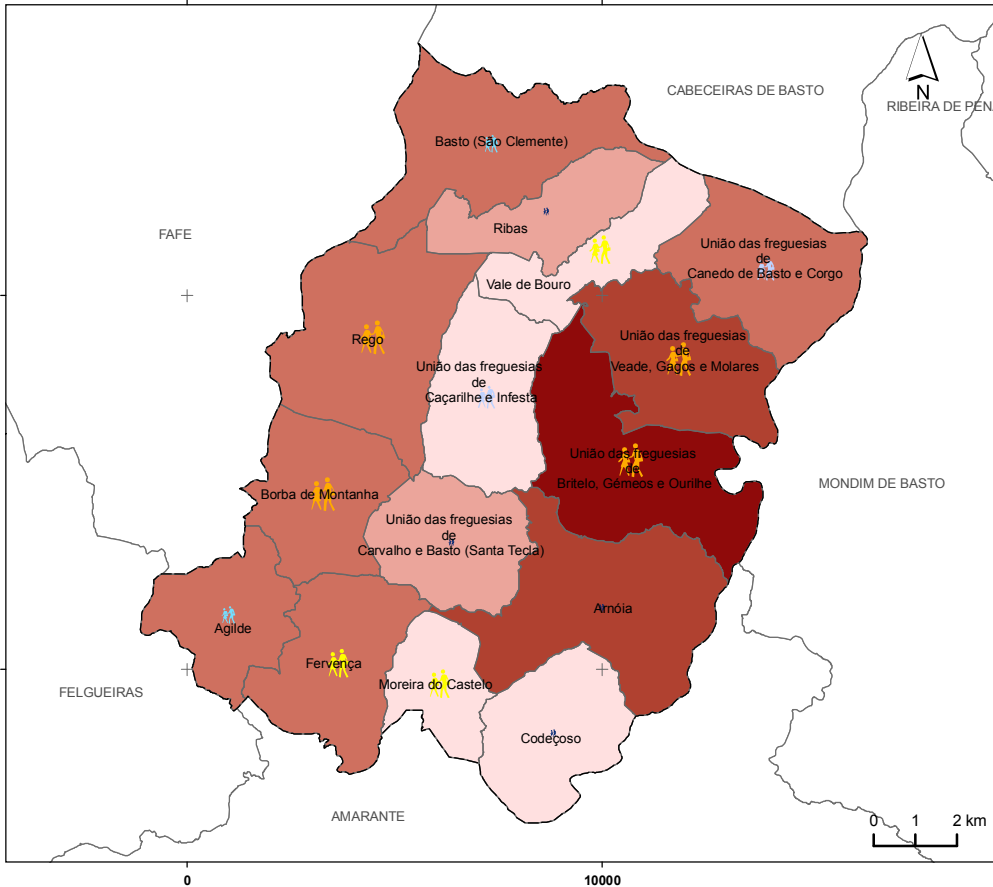 CABECEIRAS DE BASTO
N
RIBEIRA DE PEN
Basto (São Clemente)
FAFE
Ribas
União das freguesias
de
Canedo de Basto e Corgo
Vale de Bouro
Rego
União das freguesias
de
Veade, Gagos e Molares
União das freguesias
de
Caçarilhe e Infesta
União das freguesias
de
Britelo, Gémeos e Ourilhe
MONDIM DE BASTO
Borba de Montanha
União das freguesias
de
Carvalho e Basto (Santa Tecla)
Arnóia
Agilde
Fervença
Moreira do Castelo
FELGUEIRAS
Codeçoso
AMARANTE
0 1 2 km
0
10000